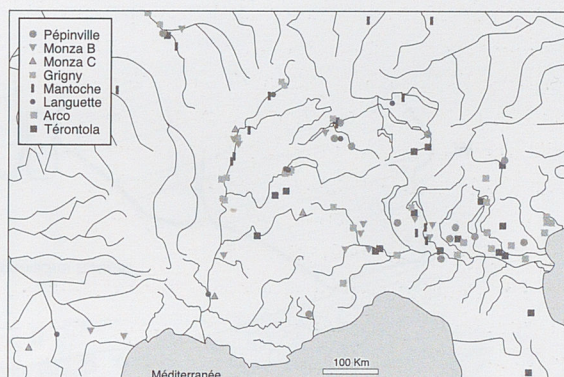 Pépinville
Monza B
Monza C
Grigny
Mantoche
Languette
Arco
Térontola
100 Km
Méditerranée